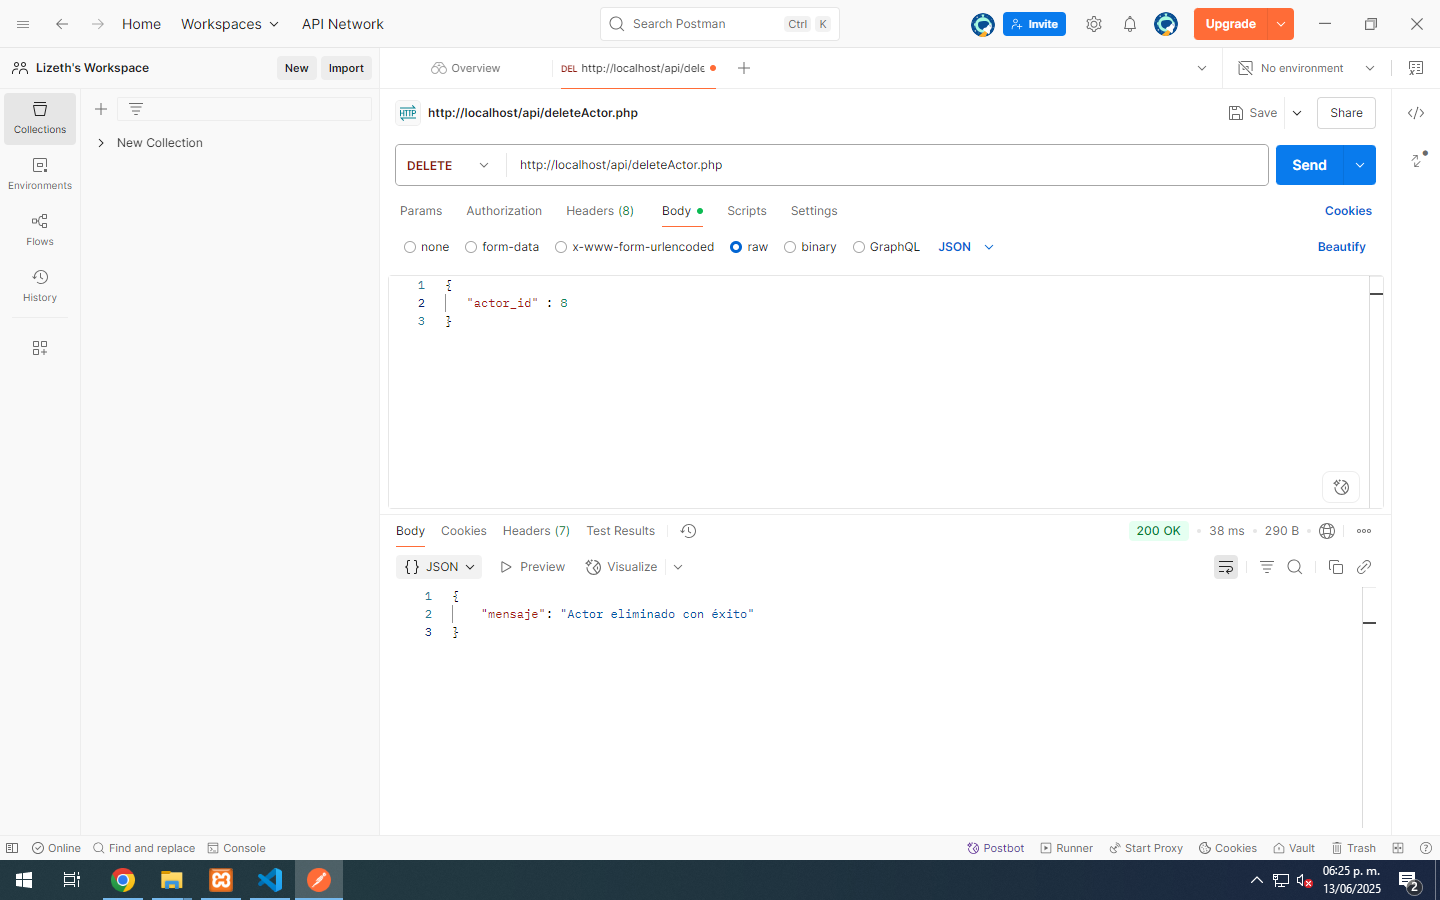 Home
Workspaces
API Network
Search Postman
Ctrl
K
Invite
Upgrade
Lizeth's Workspace
New
Import
Overview
DEL http://localhost/api/dele
No environment
Collections
New Collection
Environments
Flows
History
HTTP
http://localhost/api/deleteActor.php
Save
Share
DELETE
http://localhost/api/deleteActor.php
Send
Params
Authorization
Headers (8)
Body
Scripts
Settings
Cookies
none
form-data
x-www-form-urlencoded
raw
binary
GraphQL
JSON
Beautify
1 {
2 "actor_id" : 8
3 }
Body
Cookies
Headers (7)
Test Results
200 OK
38 ms
290 B
{} JSON
Preview
Visualize
1 {
2 "mensaje": "Actor eliminado con éxito"
3 }
Online
Find and replace
Console
Postbot
Runner
Start Proxy
Cookies
Vault
Trash
06:25 p. m.
13/06/2025
2